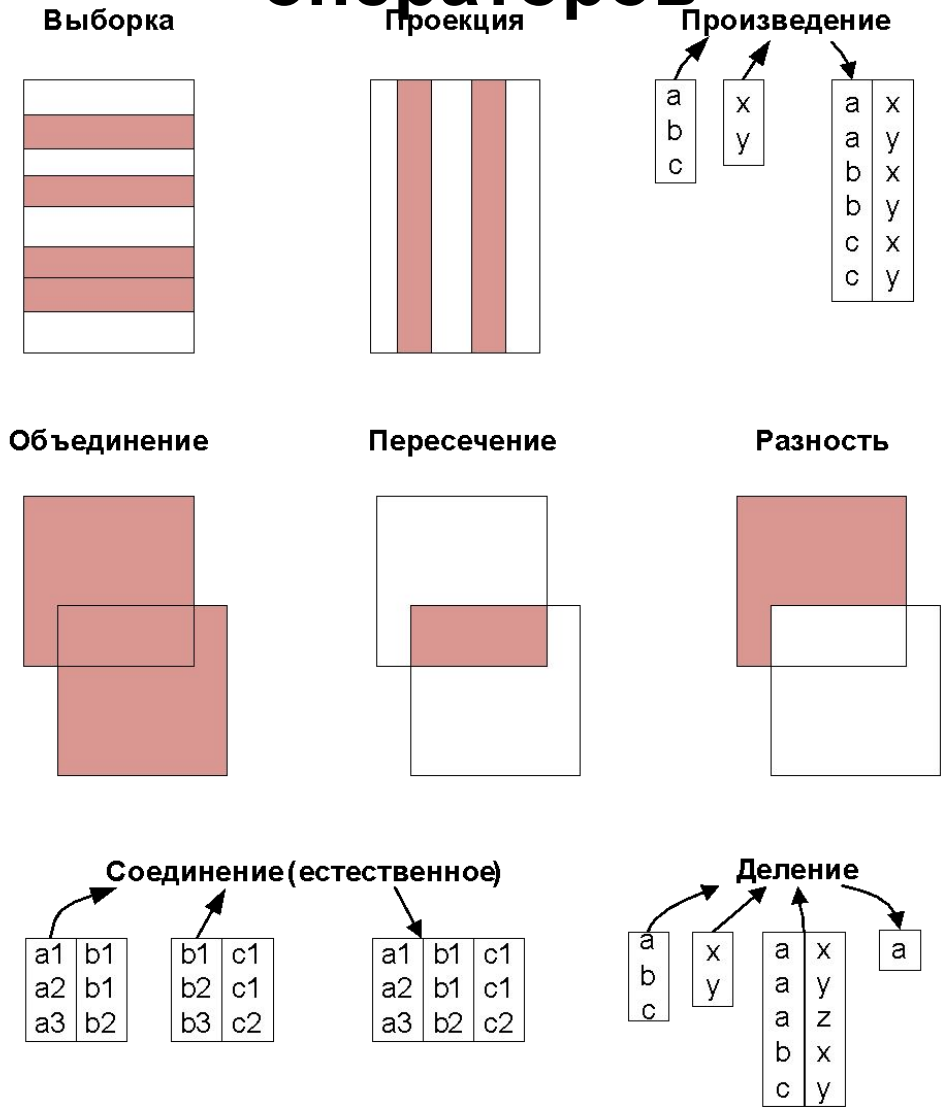 операторов
Выборка
Проекция
Произведение
a
b
c
x
y
a x
a y
b x
b y
c x
c y
Объединение
Пересечение
Разность
Соединение (естественное)
a1 b1
a2 b1
a3 b2
b1 c1
b2 c1
b3 c2
a1 b1 c1
a2 b1 c1
a3 b2 c2
Деление
a
b
c
x
y
a x
a y
a z
b x
c y
a